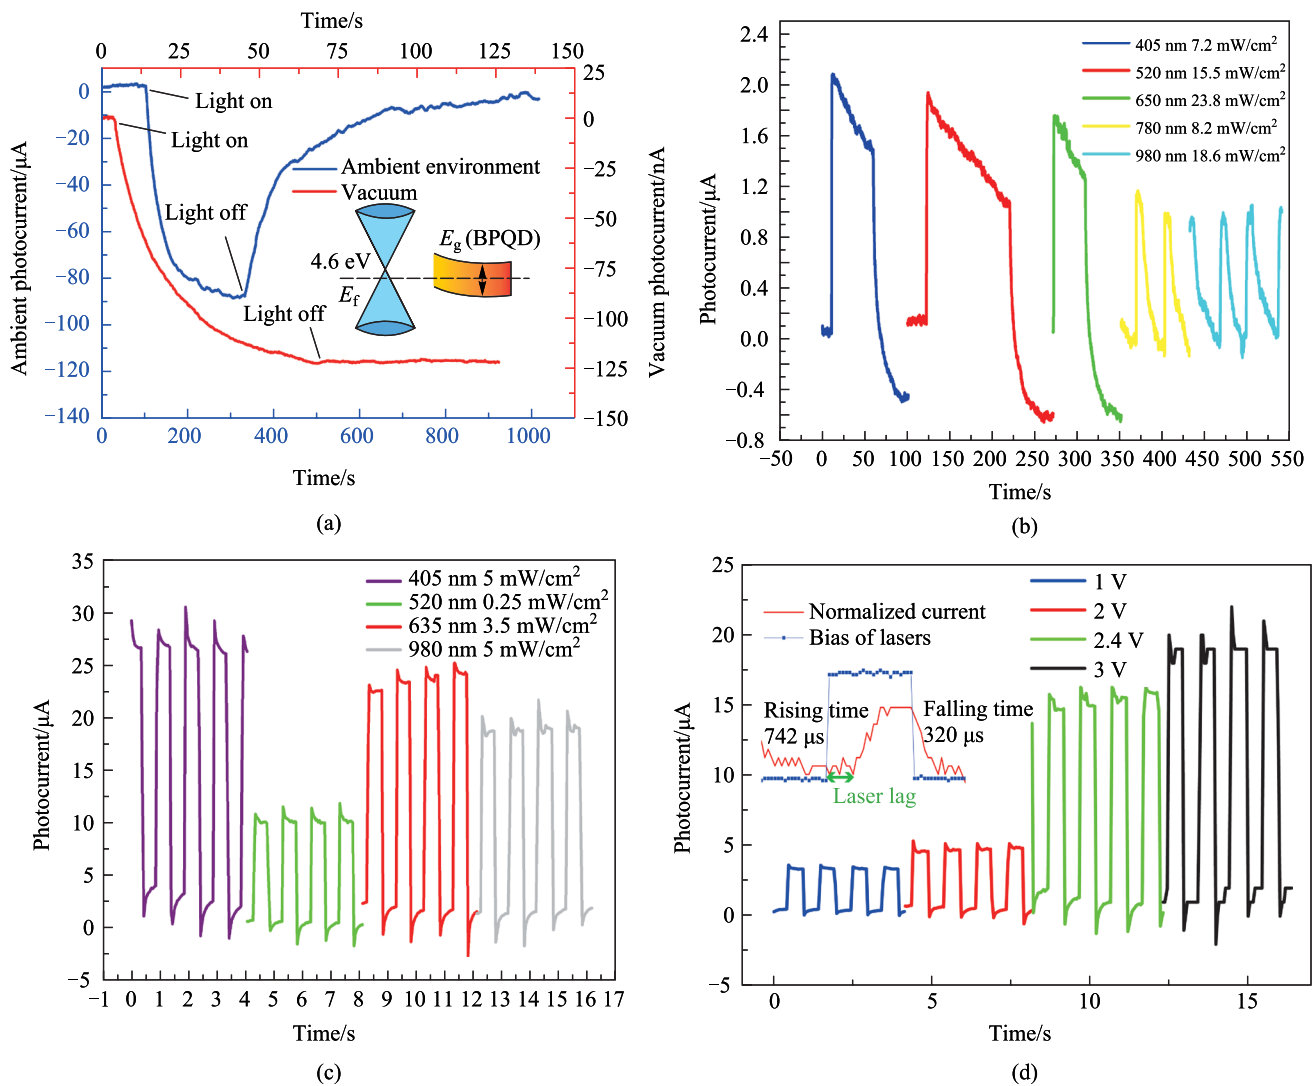 Time/s
0 25 50 75 100 125 150
0
−20
−40
−60
−80
−100
−120
−140
Ambient photocurrent/μA
25
0
−25
−50
−75
−100
−125
−150
Vacuum photocurrent/nA
Light on
Light on
Ambient environment
Vacuum
Light off
4.6 eV
E_f
E_g (BPQD)
Light off
0 200 400 600 800 1000
Time/s
(a)
2.4
2.0
1.6
1.2
0.8
0.4
0.0
−0.4
−0.8
Photocurrent/μA
405 nm 7.2 mW/cm²
520 nm 15.5 mW/cm²
650 nm 23.8 mW/cm²
780 nm 8.2 mW/cm²
980 nm 18.6 mW/cm²
−50 0 50 100 150 200 250 300 350 400 450 500 550
Time/s
(b)
35
30
25
20
15
10
5
0
−5
Photocurrent/μA
405 nm 5 mW/cm²
520 nm 0.25 mW/cm²
635 nm 3.5 mW/cm²
980 nm 5 mW/cm²
−1 0 1 2 3 4 5 6 7 8 9 10 11 12 13 14 15 16 17
Time/s
(c)
25
20
15
10
5
0
−5
Photocurrent/μA
1 V
2 V
2.4 V
3 V
Normalized current
Bias of lasers
Rising time
742 μs
Falling time
320 μs
Laser lag
0 5 10 15
Time/s
(d)